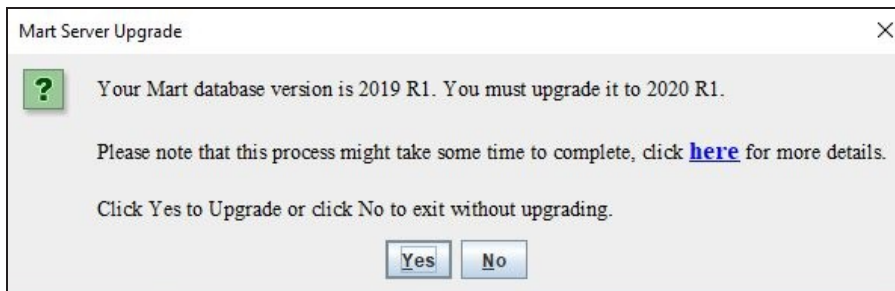 Mart Server Upgrade
?
Your Mart database version is 2019 R1. You must upgrade it to 2020 R1.
Please note that this process might take some time to complete, click here for more details.
Click Yes to Upgrade or click No to exit without upgrading.
Yes No